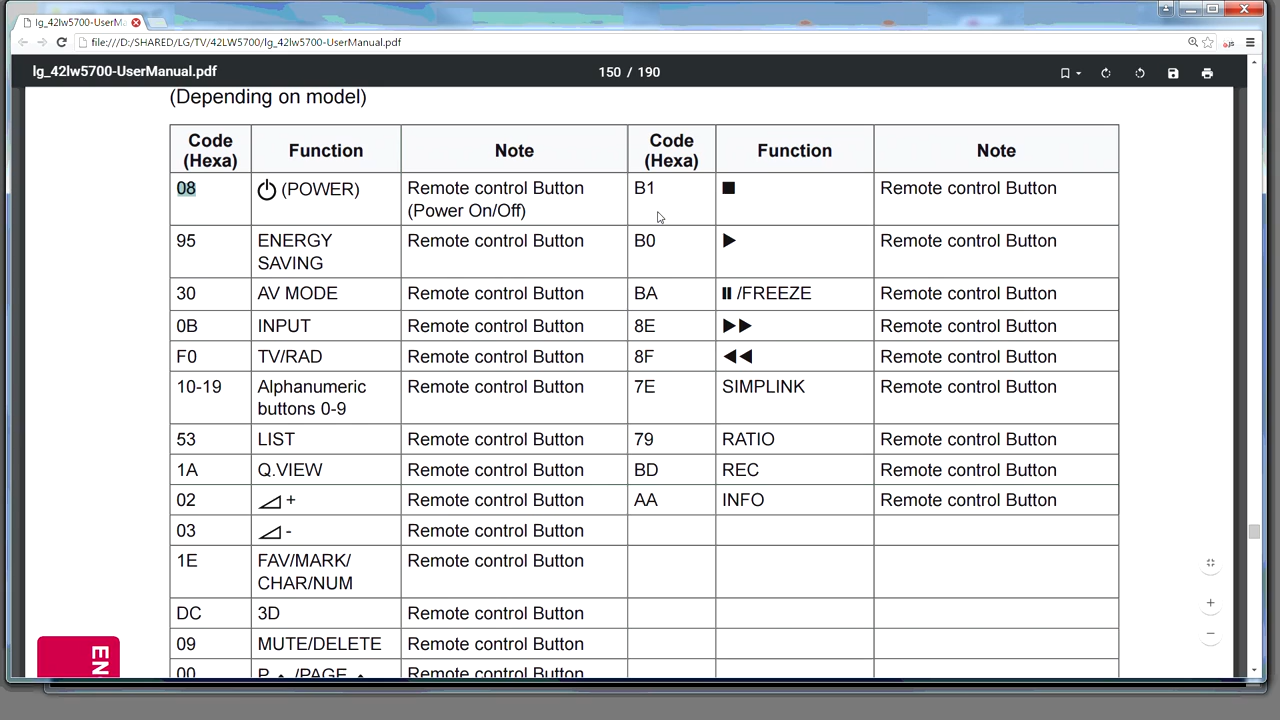 lg_42lw5700-UserMa
file:///D:/SHARED/LG/TV/42LW5700/lg_42lw5700-UserManual.pdf
lg_42lw5700-UserManual.pdf 150 / 190
(Depending on model)
Code (Hexa) Function Note Code (Hexa) Function Note
08 (POWER) Remote control Button B1 ■ Remote control Button
(Power On/Off)
95 ENERGY Remote control Button B0 ▶ Remote control Button
SAVING
30 AV MODE Remote control Button BA /FREEZE Remote control Button
0B INPUT Remote control Button 8E ▶▶ Remote control Button
F0 TV/RAD Remote control Button 8F ◀◀ Remote control Button
10-19 Alphanumeric Remote control Button 7E SIMPLINK Remote control Button
buttons 0-9
53 LIST Remote control Button 79 RATIO Remote control Button
1A Q.VIEW Remote control Button BD REC Remote control Button
02 + Remote control Button AA INFO Remote control Button
03 - Remote control Button
1E FAV/MARK/ Remote control Button
CHAR/NUM
DC 3D Remote control Button
09 MUTE/DELETE Remote control Button
00 P /PAGE Remote control Button
EN